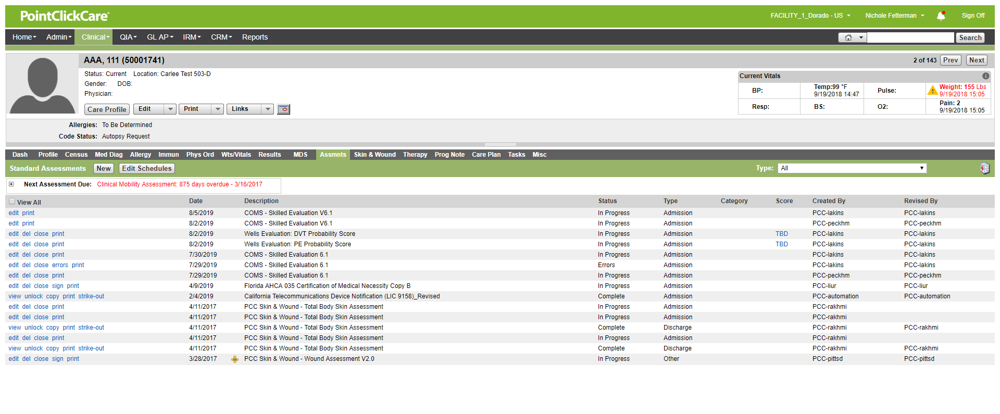 PointClickCare®
FACILITY_1_Dorado - US Nichole Fetterman Sign Off
Home Admin Clinical QIA GL AP IRM CRM Reports Search
AAA, 111 (50001741) 2 of 143 Prev Next
Status: Current Location: Carlee Test 503-D
Gender: DOB:
Physician:
Care Profile Edit Print Links
Current Vitals
BP: Temp:99 °F Pulse: Weight: 155 Lbs
9/19/2018 14:47 9/19/2018 15:05
Resp: BS: O2: Pain: 2
9/19/2018 15:05
Allergies: To Be Determined
Code Status: Autopsy Request
Dash Profile Census Med Diag Allergy Immun Phys Ord Wts/Vitals Results MDS Assmnts Skin & Wound Therapy Prog Note Care Plan Tasks Misc
Standard Assessments New Edit Schedules Type: All
Next Assessment Due: Clinical Mobility Assessment: 875 days overdue - 3/16/2017
View All Date Description Status Type Category Score Created By Revised By
edit print 8/5/2019 COMS - Skilled Evaluation V6.1 In Progress Admission PCC-lakins PCC-lakins
edit print 8/2/2019 COMS - Skilled Evaluation V6.1 In Progress Admission PCC-peckhm PCC-peckhm
edit del close print 8/2/2019 Wells Evaluation: DVT Probability Score In Progress Admission TBD PCC-lakins PCC-lakins
edit del close print 8/2/2019 Wells Evaluation: PE Probability Score In Progress Admission TBD PCC-lakins PCC-lakins
edit del close print 7/30/2019 COMS - Skilled Evaluation 6.1 In Progress Admission PCC-lakins PCC-lakins
edit del close errors print 7/29/2019 COMS - Skilled Evaluation 6.1 Errors Admission PCC-lakins PCC-lakins
edit del close print 7/29/2019 COMS - Skilled Evaluation 6.1 In Progress Admission PCC-peckhm PCC-peckhm
edit del close sign print 4/9/2019 Florida AHCA 035 Certification of Medical Necessity Copy B In Progress Admission PCC-liur PCC-liur
view unlock copy print strike-out 2/4/2019 California Telecommunications Device Notification (LIC 9158)_Revised Complete Admission PCC-automation PCC-automation
edit del close print 4/11/2017 PCC Skin & Wound - Total Body Skin Assessment In Progress Admission PCC-rakhmi
edit del close print 4/11/2017 PCC Skin & Wound - Total Body Skin Assessment In Progress Admission PCC-rakhmi
view unlock copy print strike-out 4/11/2017 PCC Skin & Wound - Total Body Skin Assessment Complete Discharge PCC-rakhmi PCC-rakhmi
edit del close print 4/11/2017 PCC Skin & Wound - Total Body Skin Assessment In Progress Admission PCC-rakhmi
view unlock copy print strike-out 4/11/2017 PCC Skin & Wound - Total Body Skin Assessment Complete Discharge PCC-rakhmi PCC-rakhmi
edit del close sign print 3/28/2017 PCC Skin & Wound - Wound Assessment V2.0 In Progress Other PCC-pittsd PCC-pittsd